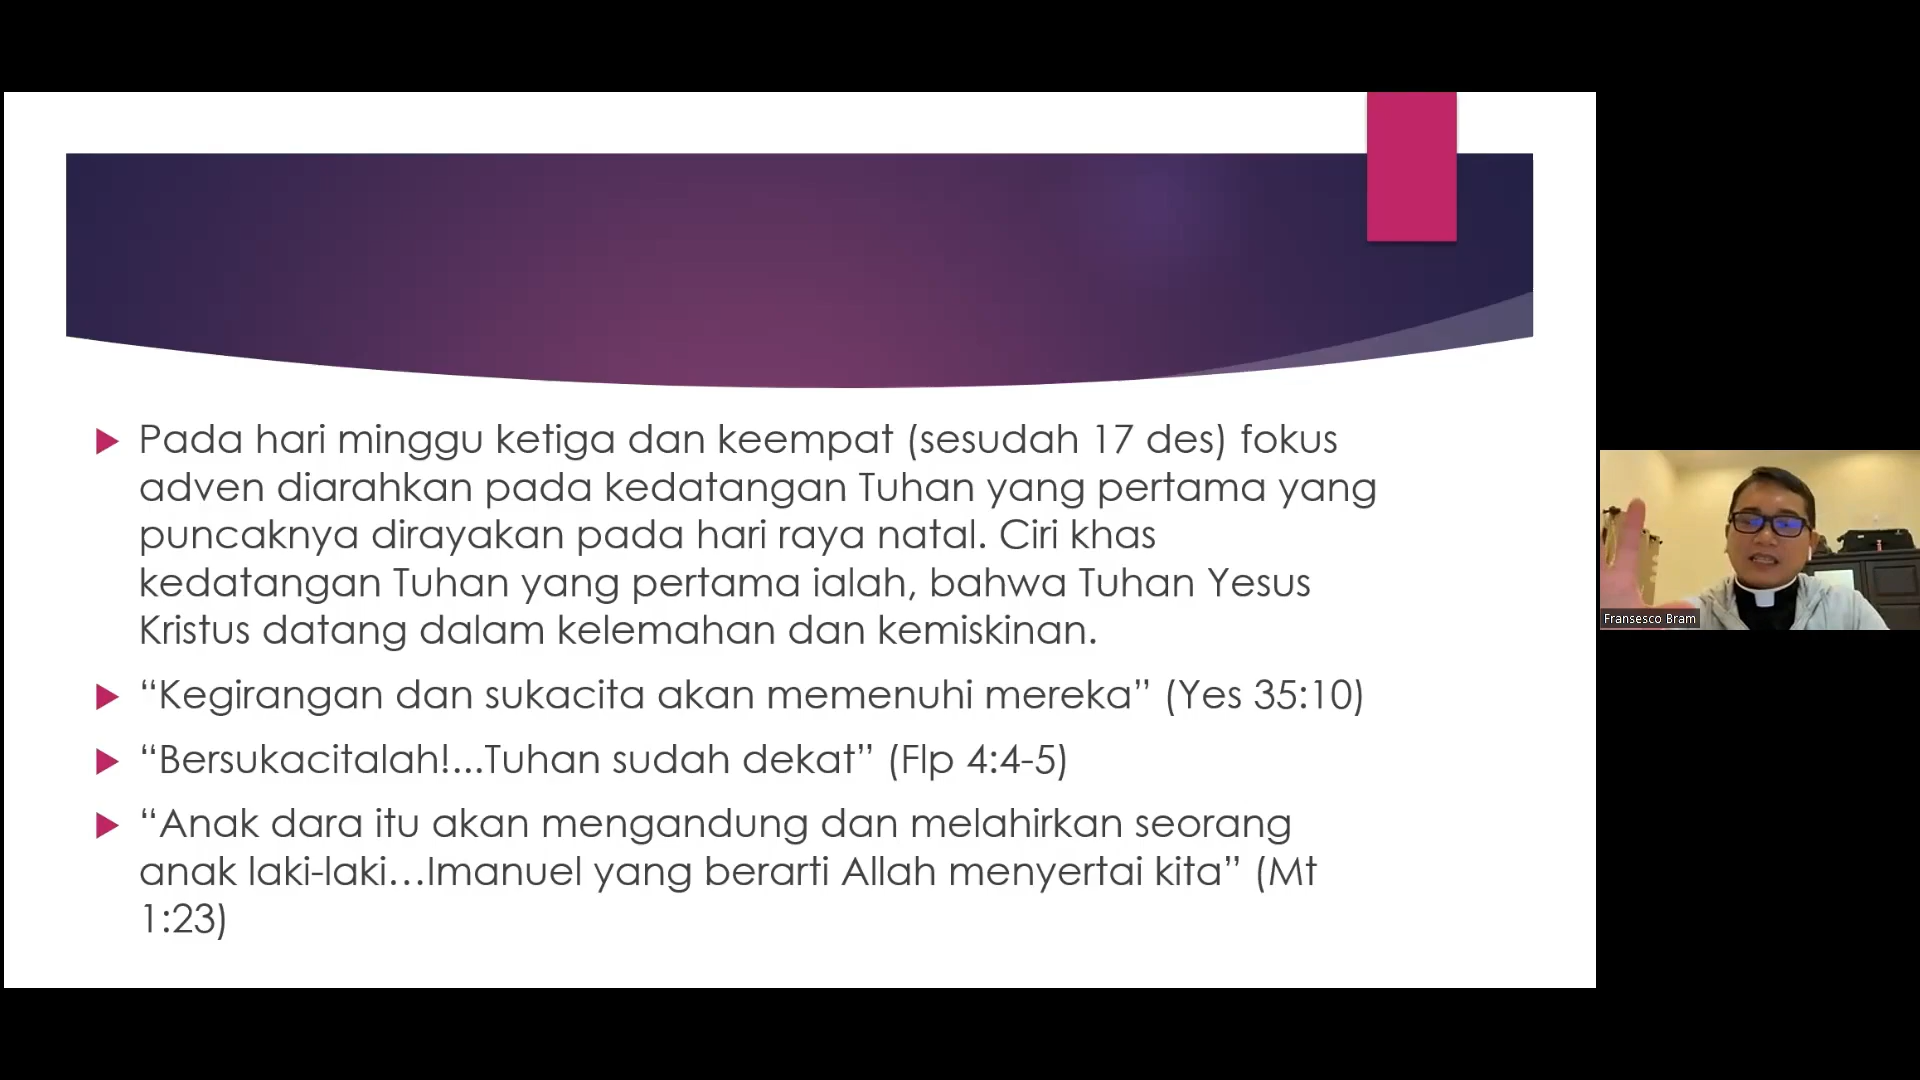 Pada hari minggu ketiga dan keempat (sesudah 17 des) fokus
adven diarahkan pada kedatangan Tuhan yang pertama yang
puncaknya dirayakan pada hari raya natal. Ciri khas
kedatangan Tuhan yang pertama ialah, bahwa Tuhan Yesus
Kristus datang dalam kelemahan dan kemiskinan.
“Kegirangan dan sukacita akan memenuhi mereka” (Yes 35:10)
“Bersukacitalah!...Tuhan sudah dekat” (Flp 4:4-5)
“Anak dara itu akan mengandung dan melahirkan seorang
anak laki-laki...Imanuel yang berarti Allah menyertai kita” (Mt
1:23)
Fransesco Bram